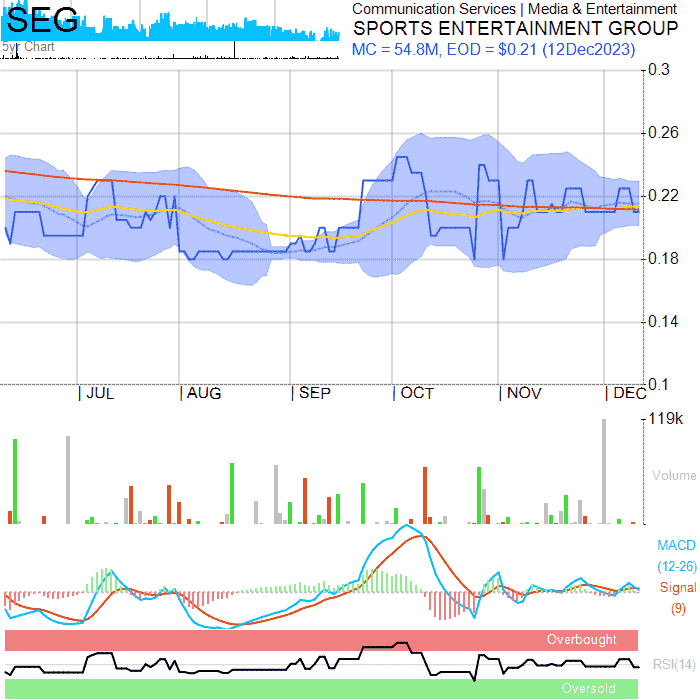 SEG
5yr Chart
Communication Services | Media & Entertainment
SPORTS ENTERTAINMENT GROUP
MC = 54.8M, EOD = $0.21 (12Dec2023)
0.3
0.26
0.22
0.18
0.14
0.1
JUL AUG SEP OCT NOV DEC
119k
Volume
MACD
(12-26)
Signal
(9)
Overbought
RSI(14)
Oversold